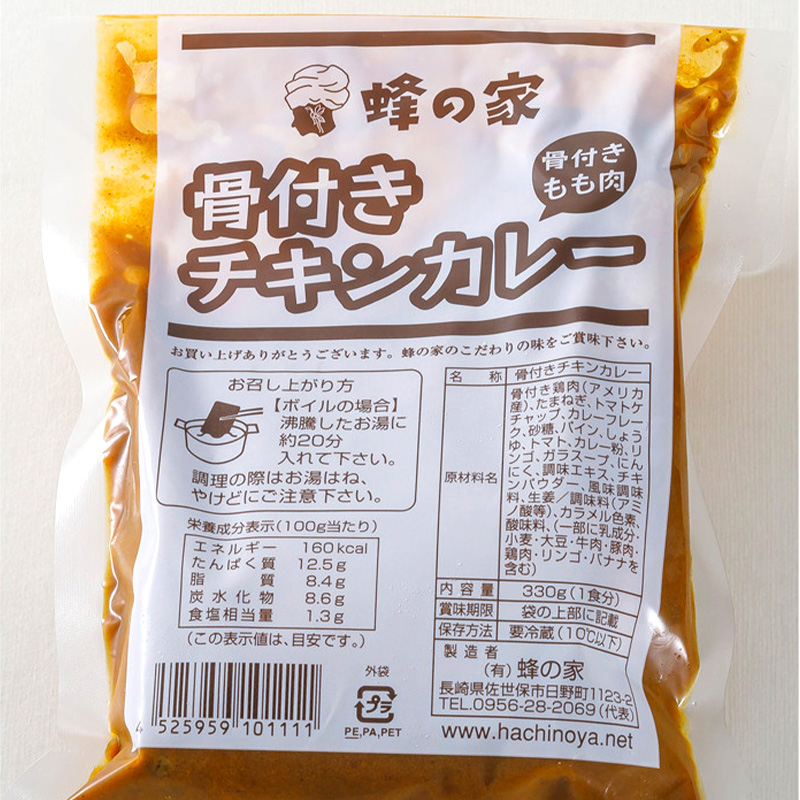 蜂の家
骨付き
もも肉
骨付き
チキンカレー
お買い上げありがとうございます。蜂の家のこだわりの味をご賞味下さい。
お召し上がり方
【ボイルの場合】
沸騰したお湯に
約20分
入れて下さい。
調理の際はお湯はね、
やけどにご注意下さい。
栄養成分表示(100g当たり)
エネルギー 160kcal
たんぱく質 12.5g
脂質 8.4g
炭水化物 8.6g
食塩相当量 1.3g
(この表示値は、目安です。)
名称 骨付きチキンカレー
原材料名
骨付き鶏肉(アメリカ
産)、たまねぎ、トマトケ
チャップ、カレーフレー
ク、砂糖、パイン、しょう
ゆ、トマト、カレー粉、リ
ンゴ、ガラスープ、にん
にく、調味エキス、チキ
ンパウダー、風味調味
料、生姜/調味料(アミ
ノ酸等)、カラメル色素、
酸味料、(一部に乳成分・
小麦・大豆・牛肉・豚肉・
鶏肉・リンゴ・バナナを
含む)
内容量 330g(1食分)
賞味期限 袋の上部に記載
保存方法 要冷蔵(10℃以下)
製造者
(有) 蜂の家
長崎県佐世保市日野町1123-2
TEL.0956-28-2069(代表)
www.hachinoya.net
外袋
プラ
PE,PA,PET
4 525959 101111